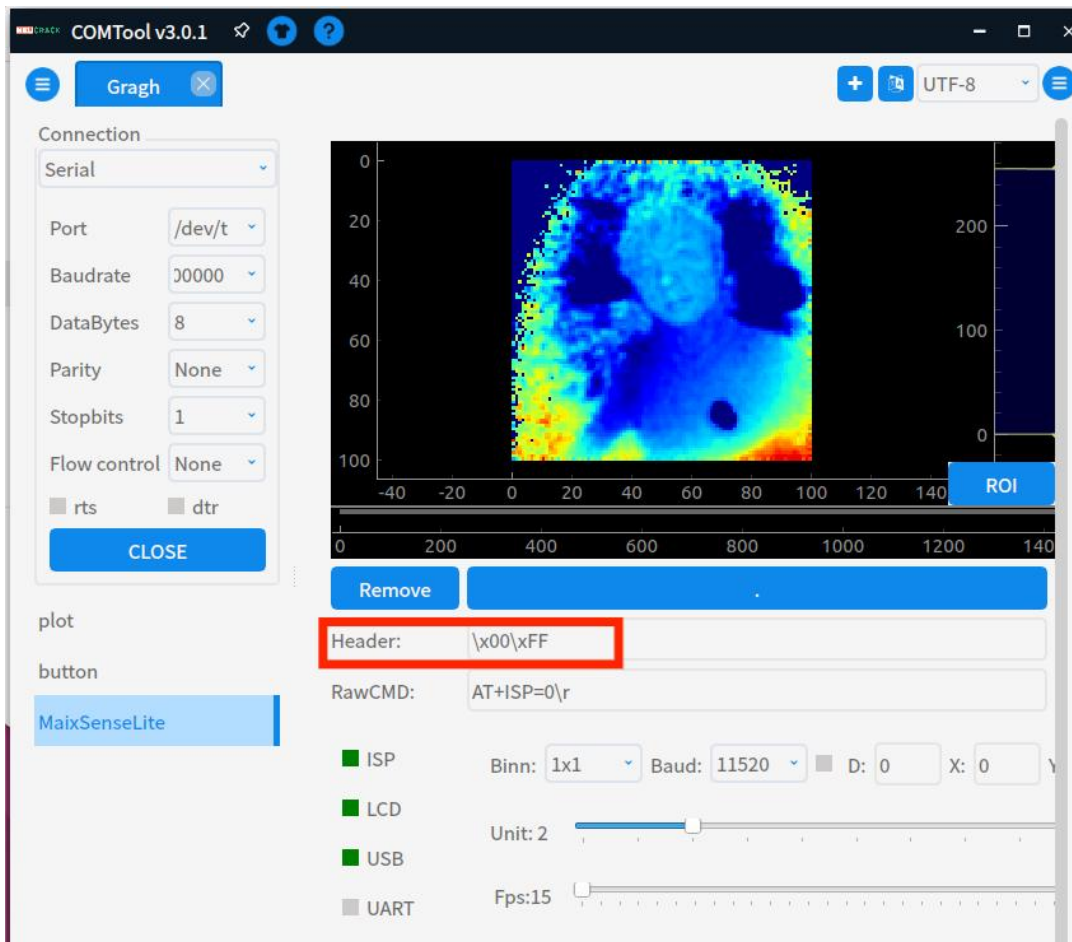 COMTool v3.0.1
Gragh
UTF-8
Connection
Serial
Port /dev/t
Baudrate 00000
DataBytes 8
Parity None
Stopbits 1
Flow control None
rts dtr
CLOSE
plot
button
MaixSenseLite
0
20
40
60
80
100
-40 -20 0 20 40 60 80 100 120 140
200
100
0
ROI
0 200 400 600 800 1000 1200 140
Remove .
Header: \x00\xFF
RawCMD: AT+ISP=0\r
ISP
LCD
USB
UART
Binn: 1x1 Baud: 11520 D: 0 X: 0 Y
Unit: 2
Fps:15